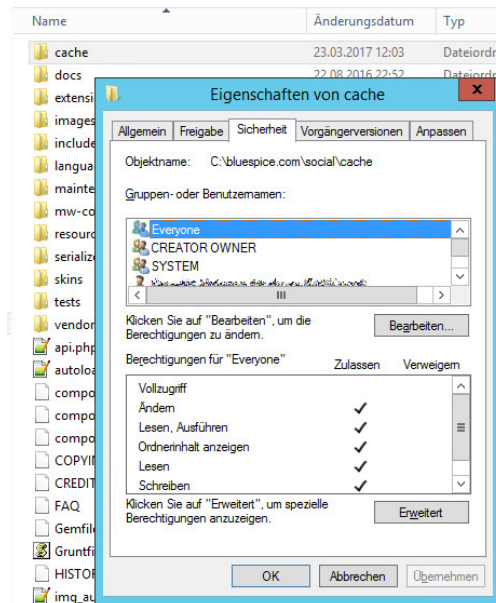 Name Änderungsdatum Typ
cache 23.03.2017 12:03 Dateiordr
docs 22.08.2016 22:52 Dateiordr
extensi
images
include
langua
mainte
mw-co
resourc
serialize
skins
tests
vendor
api.php
autoloa
compo
compo
compo
COPYIN
CREDIT
FAQ
Gemfile
Gruntfi
HISTOR
img_au
Eigenschaften von cache x
Allgemein Freigabe Sicherheit Vorgängerversionen Anpassen
Objektname: C:\bluespice.com\social\cache
Gruppen- oder Benutzernamen:
Everyone
CREATOR OWNER
SYSTEM
Klicken Sie auf "Bearbeiten", um die
Berechtigungen zu ändern.
Bearbeiten...
Berechtigungen für "Everyone" Zulassen Verweigern
Vollzugriff
Ändern
Lesen, Ausführen
Ordnerinhalt anzeigen
Lesen
Schreiben
Klicken Sie auf "Erweitert", um spezielle
Berechtigungen anzuzeigen.
Erweitert
OK Abbrechen Übernehmen